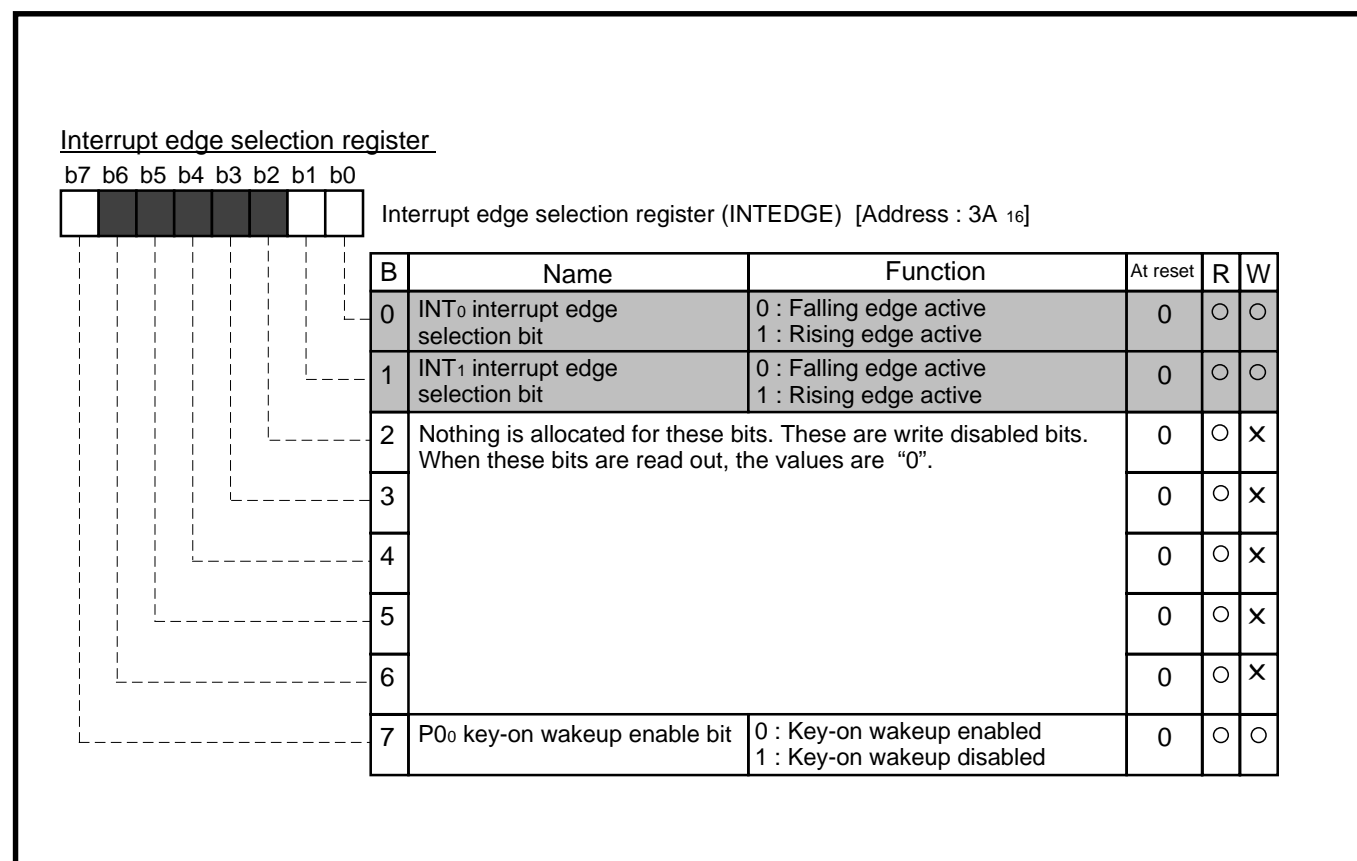 Interrupt edge selection register
b7 b6 b5 b4 b3 b2 b1 b0
Interrupt edge selection register (INTEDGE) [Address : 3A 16]
B Name Function At reset R W
0 INT0 interrupt edge selection bit 0 : Falling edge active 0 ○ ○
1 : Rising edge active
1 INT1 interrupt edge selection bit 0 : Falling edge active 0 ○ ○
1 : Rising edge active
2 Nothing is allocated for these bits. These are write disabled bits. 0 ○ ×
When these bits are read out, the values are “0”.
3 0 ○ ×
4 0 ○ ×
5 0 ○ ×
6 0 ○ ×
7 P00 key-on wakeup enable bit 0 : Key-on wakeup enabled 0 ○ ○
1 : Key-on wakeup disabled